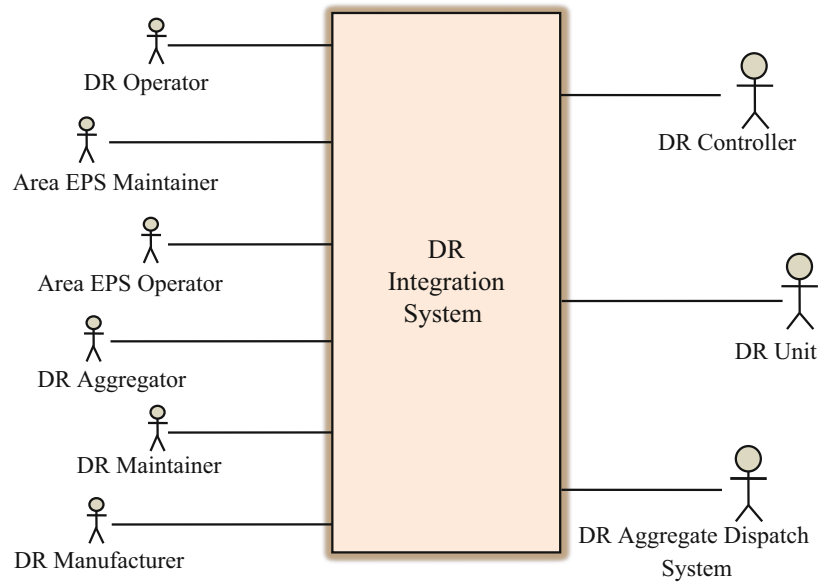 DR Operator
Area EPS Maintainer
Area EPS Operator
DR Aggregator
DR Maintainer
DR Manufacturer
DR
Integration
System
DR Controller
DR Unit
DR Aggregate Dispatch
System